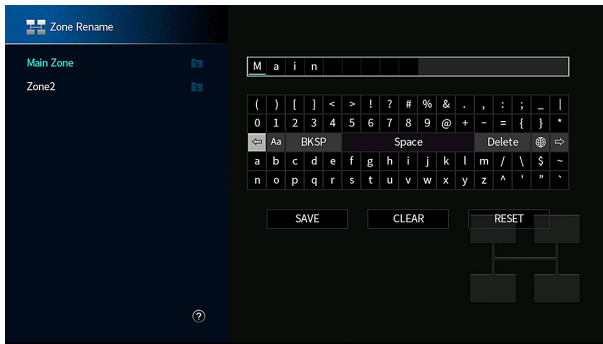 Zone Rename
Main Zone
Zone2
M a i n
( ) [ ] < > ! ? # % & . , : ; _ |
0 1 2 3 4 5 6 7 8 9 @ + - = { } *
⇦ Aa BKSP Space Delete ⇨
a b c d e f g h i j k l m / \ $ ~
n o p q r s t u v w x y z ^ ' " `
SAVE CLEAR RESET
?